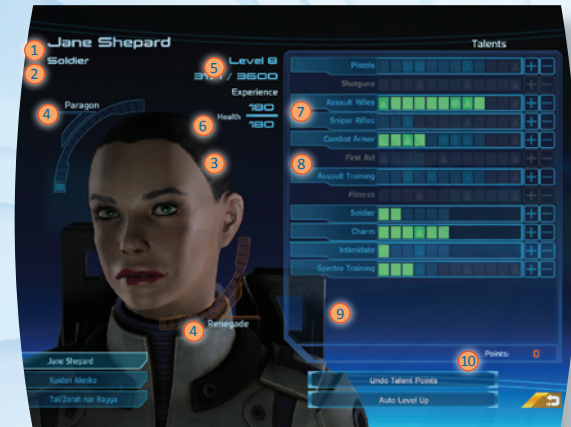 Jane Shepard
Talents
1
Soldier
2
5
Level 8
/ 3600
Experience
180
Health
180
6
4
Paragon
3
Pistols
Shotguns
7
Assault Rifles
Sniper Rifles
Combat Armor
First Aid
8
Assault Training
Fitness
Soldier
Charm
Intimidate
Spectre Training
9
4
Renegade
10
Points: 0
Jane Shepard
Kaidan Alenko
Tali'Zorah nar Rayya
Undo Talent Points
Auto Level Up